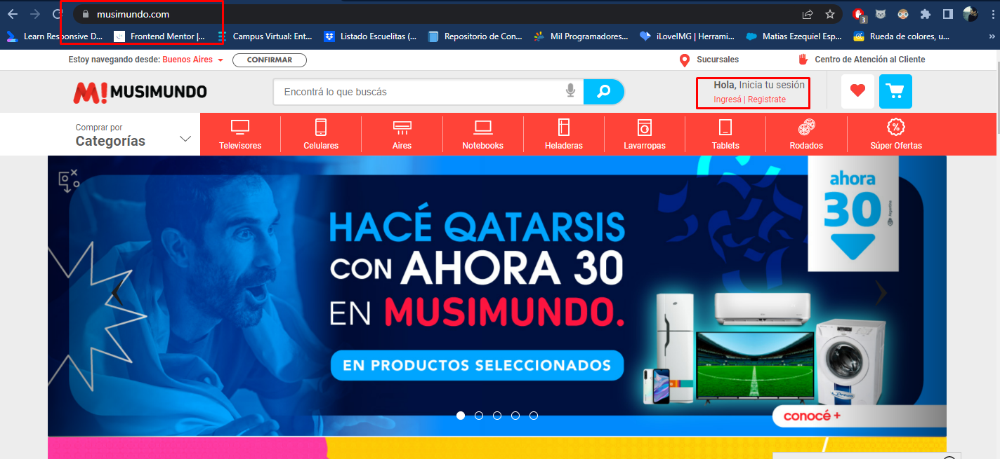 musimundo.com
3
Learn Responsive D...
Frontend Mentor |...
Campus Virtual: Ent...
Listado Escuelitas (...
Repositorio de Con...
Mil Programadores...
iLoveIMG | Herrami...
Matias Ezequiel Esp...
Rueda de colores, u...
»
Estoy navegando desde: Buenos Aires
CONFIRMAR
Sucursales
Centro de Atención al Cliente
M! MUSIMUNDO
Encontrá lo que buscás
Hola, Inicia tu sesión
Ingresá | Registrate
Comprar por
Categorías
Televisores
Celulares
Aires
Notebooks
Heladeras
Lavarropas
Tablets
Rodados
%
Súper Ofertas
HACÉ QATARSIS
CON AHORA 30
EN MUSIMUNDO.
EN PRODUCTOS SELECCIONADOS
ahora
30
conocé +